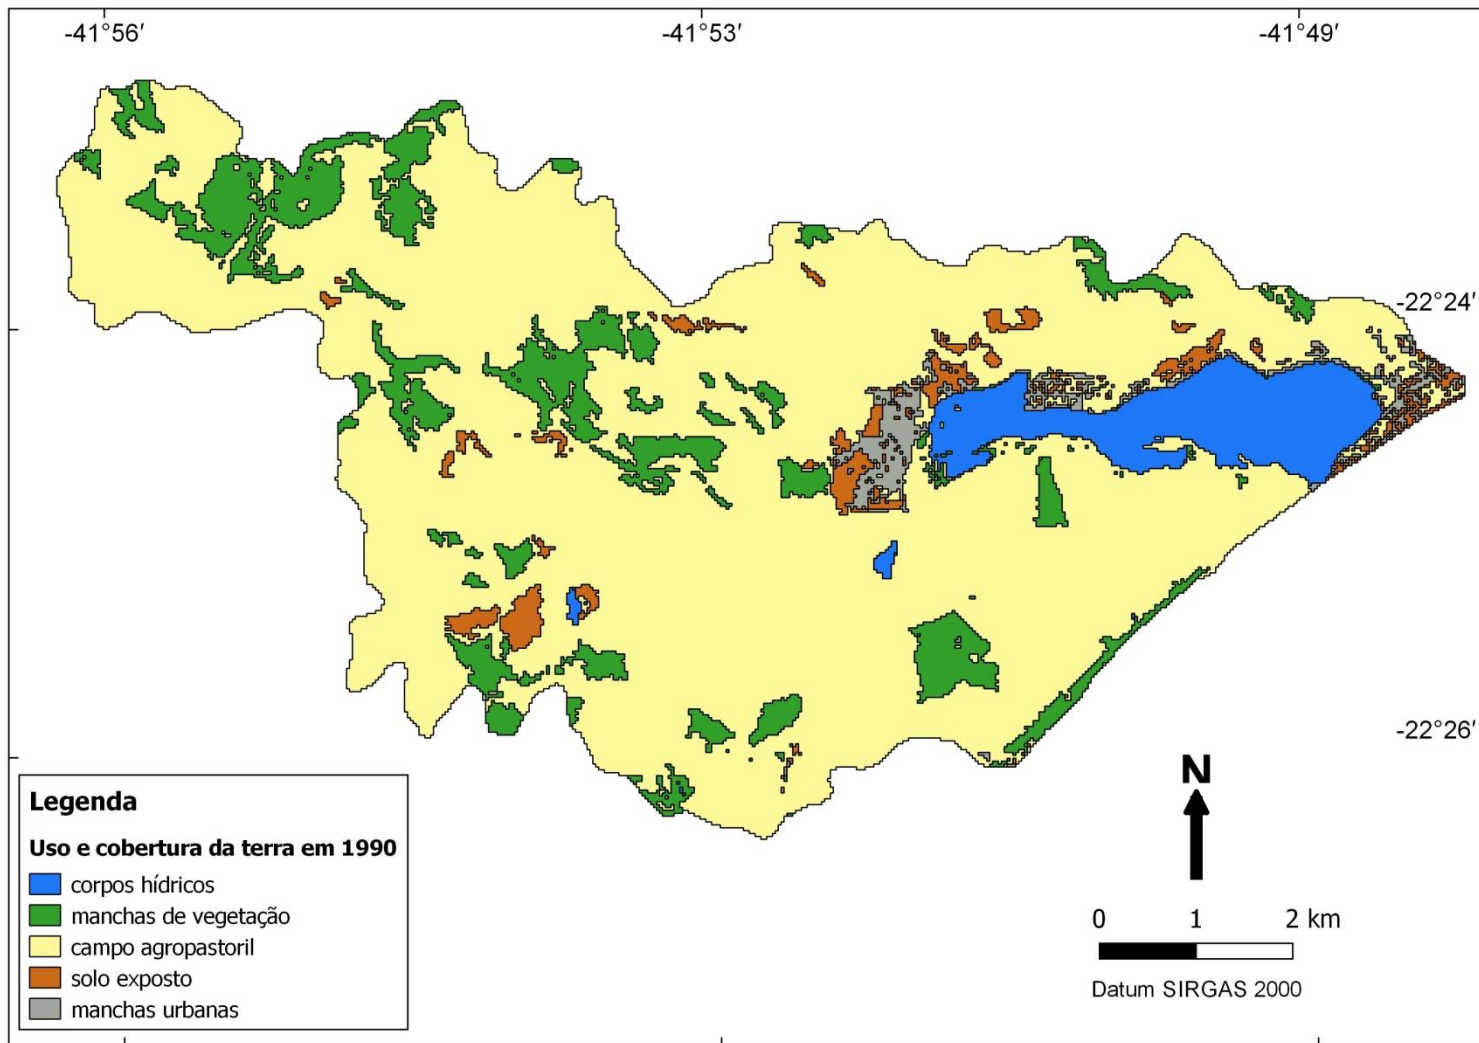 -41°56′
-41°53′
-41°49′
-22°24′
-22°26′
Legenda
Uso e cobertura da terra em 1990
corpos hídricos
manchas de vegetação
campo agropastoril
solo exposto
manchas urbanas
N
0 1 2 km
Datum SIRGAS 2000